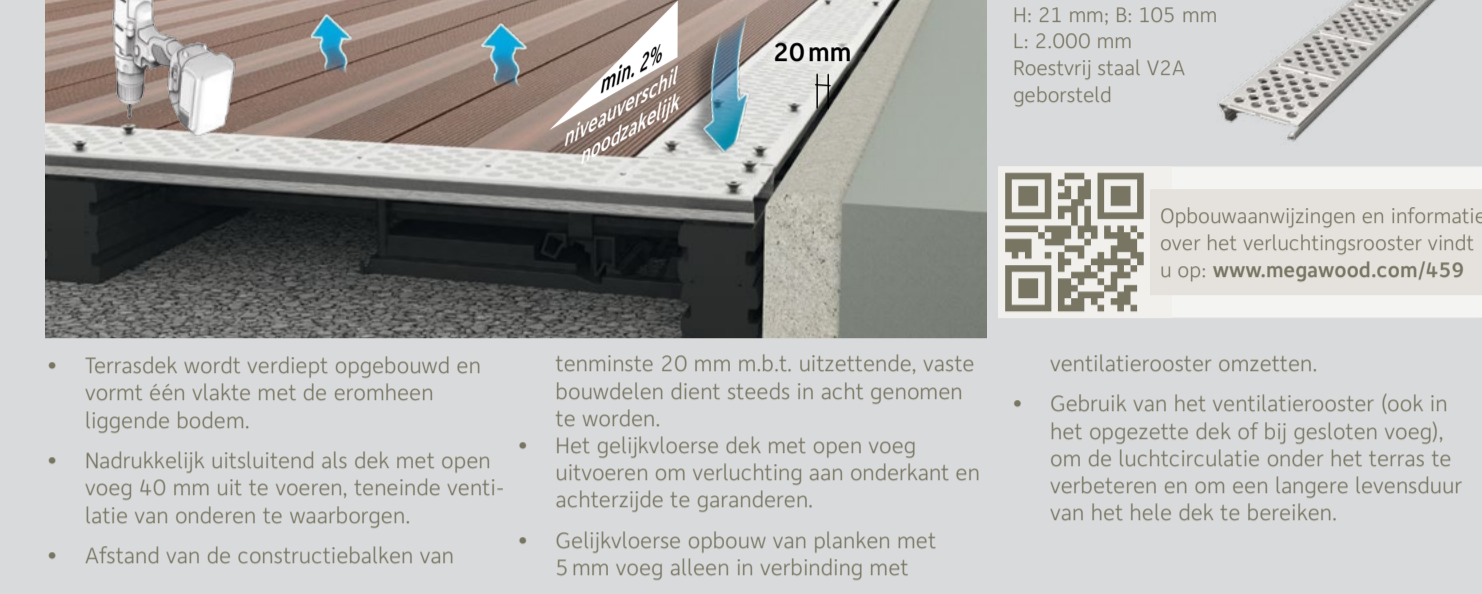 min. 2%
niveauverschil
noodzakelijk
20 mm
H: 21 mm; B: 105 mm
L: 2.000 mm
Roestvrij staal V2A
geborsteld
Opbouwaanwijzingen en informatie
over het verluchtingsrooster vindt
u op: www.megawood.com/459
• Terrasdek wordt verdiept opgebouwd en
vormt één vlakte met de eromheen
liggende bodem.
• Nadrukkelijk uitsluitend als dek met open
voeg 40 mm uit te voeren, teneinde venti-
latie van onderen te waarborgen.
• Afstand van de constructiebalken van
tenminste 20 mm m.b.t. uitzettende, vaste
bouwdelen dient steeds in acht genomen
te worden.
• Het gelijkvloerse dek met open voeg
uitvoeren om verluchting aan onderkant en
achterzijde te garanderen.
• Gelijkvloerse opbouw van planken met
5 mm voeg alleen in verbinding met
ventilatierooster omzetten.
• Gebruik van het ventilatierooster (ook in
het opgezette dek of bij gesloten voeg),
om de luchtcirculatie onder het terras te
verbeteren en om een langere levensduur
van het hele dek te bereiken.